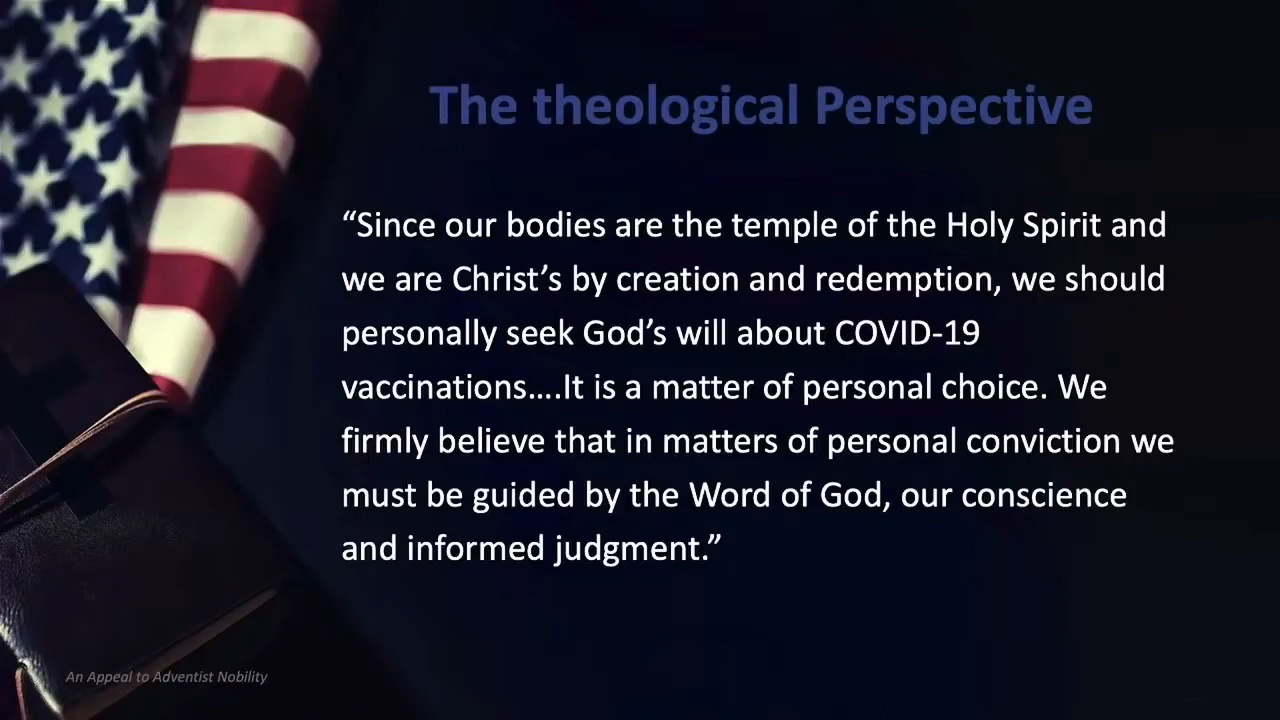 The theological Perspective
“Since our bodies are the temple of the Holy Spirit and
we are Christ’s by creation and redemption, we should
personally seek God’s will about COVID-19
vaccinations….It is a matter of personal choice. We
firmly believe that in matters of personal conviction we
must be guided by the Word of God, our conscience
and informed judgment.”
An Appeal to Adventist Nobility